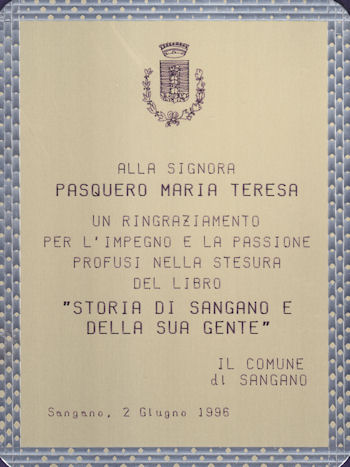 ALLA SIGNORA
PASQUERO MARIA TERESA
UN RINGRAZIAMENTO
PER L'IMPEGNO E LA PASSIONE
PROFUSI NELLA STESURA
DEL LIBRO
"STORIA DI SANGANO E
DELLA SUA GENTE"
IL COMUNE
di SANGANO
Sangano, 2 Giugno 1996